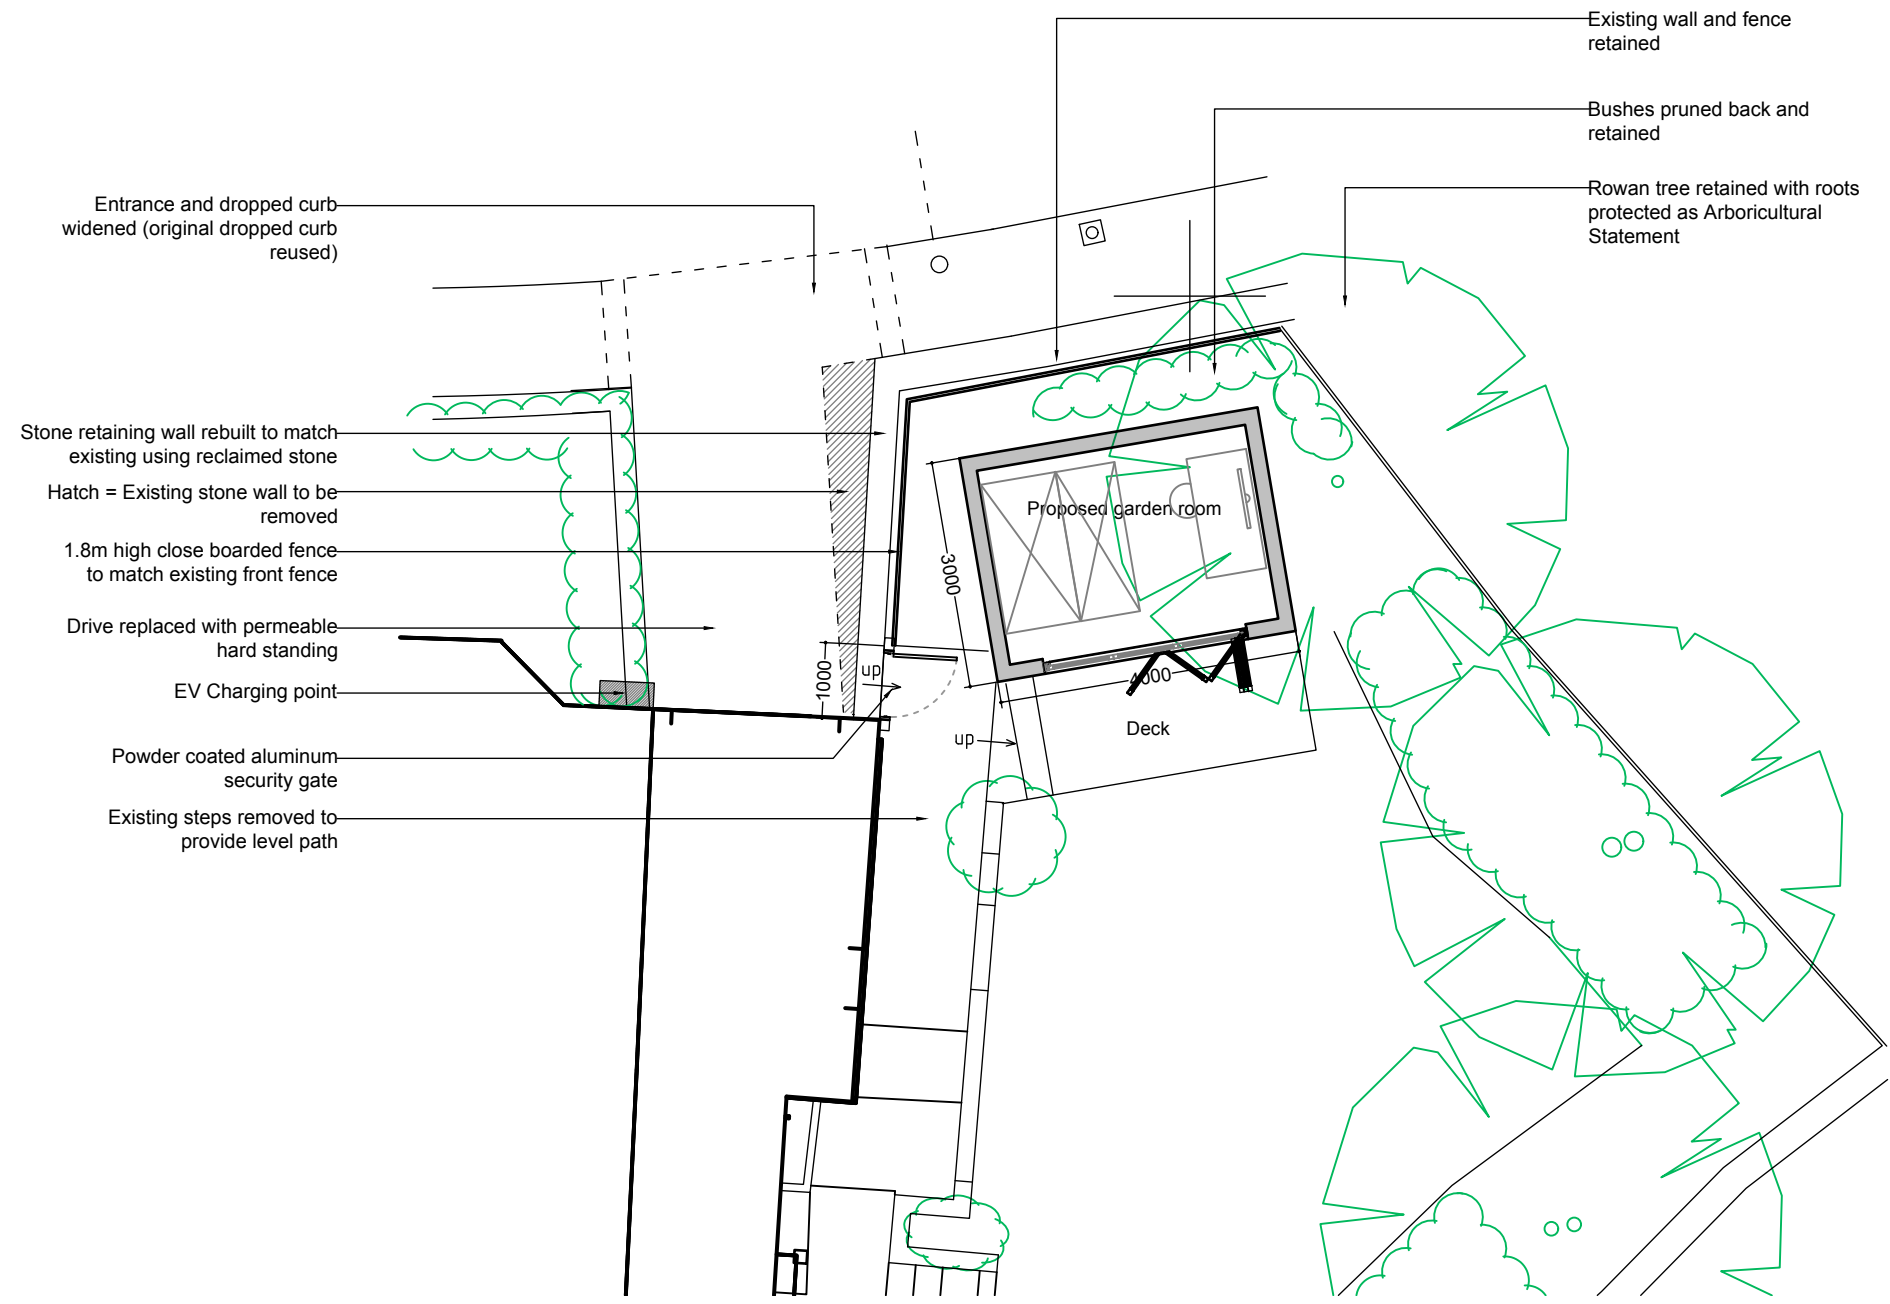 Existing wall and fence
retained
Bushes pruned back and
retained
Rowan tree retained with roots
protected as Arboricultural
Statement
Entrance and dropped curb
widened (original dropped curb
reused)
Stone retaining wall rebuilt to match
existing using reclaimed stone
Hatch = Existing stone wall to be
removed
1.8m high close boarded fence
to match existing front fence
Drive replaced with permeable
hard standing
EV Charging point
Powder coated aluminum
security gate
Existing steps removed to
provide level path
Proposed garden room
3000
4000
1000
up
up
Deck